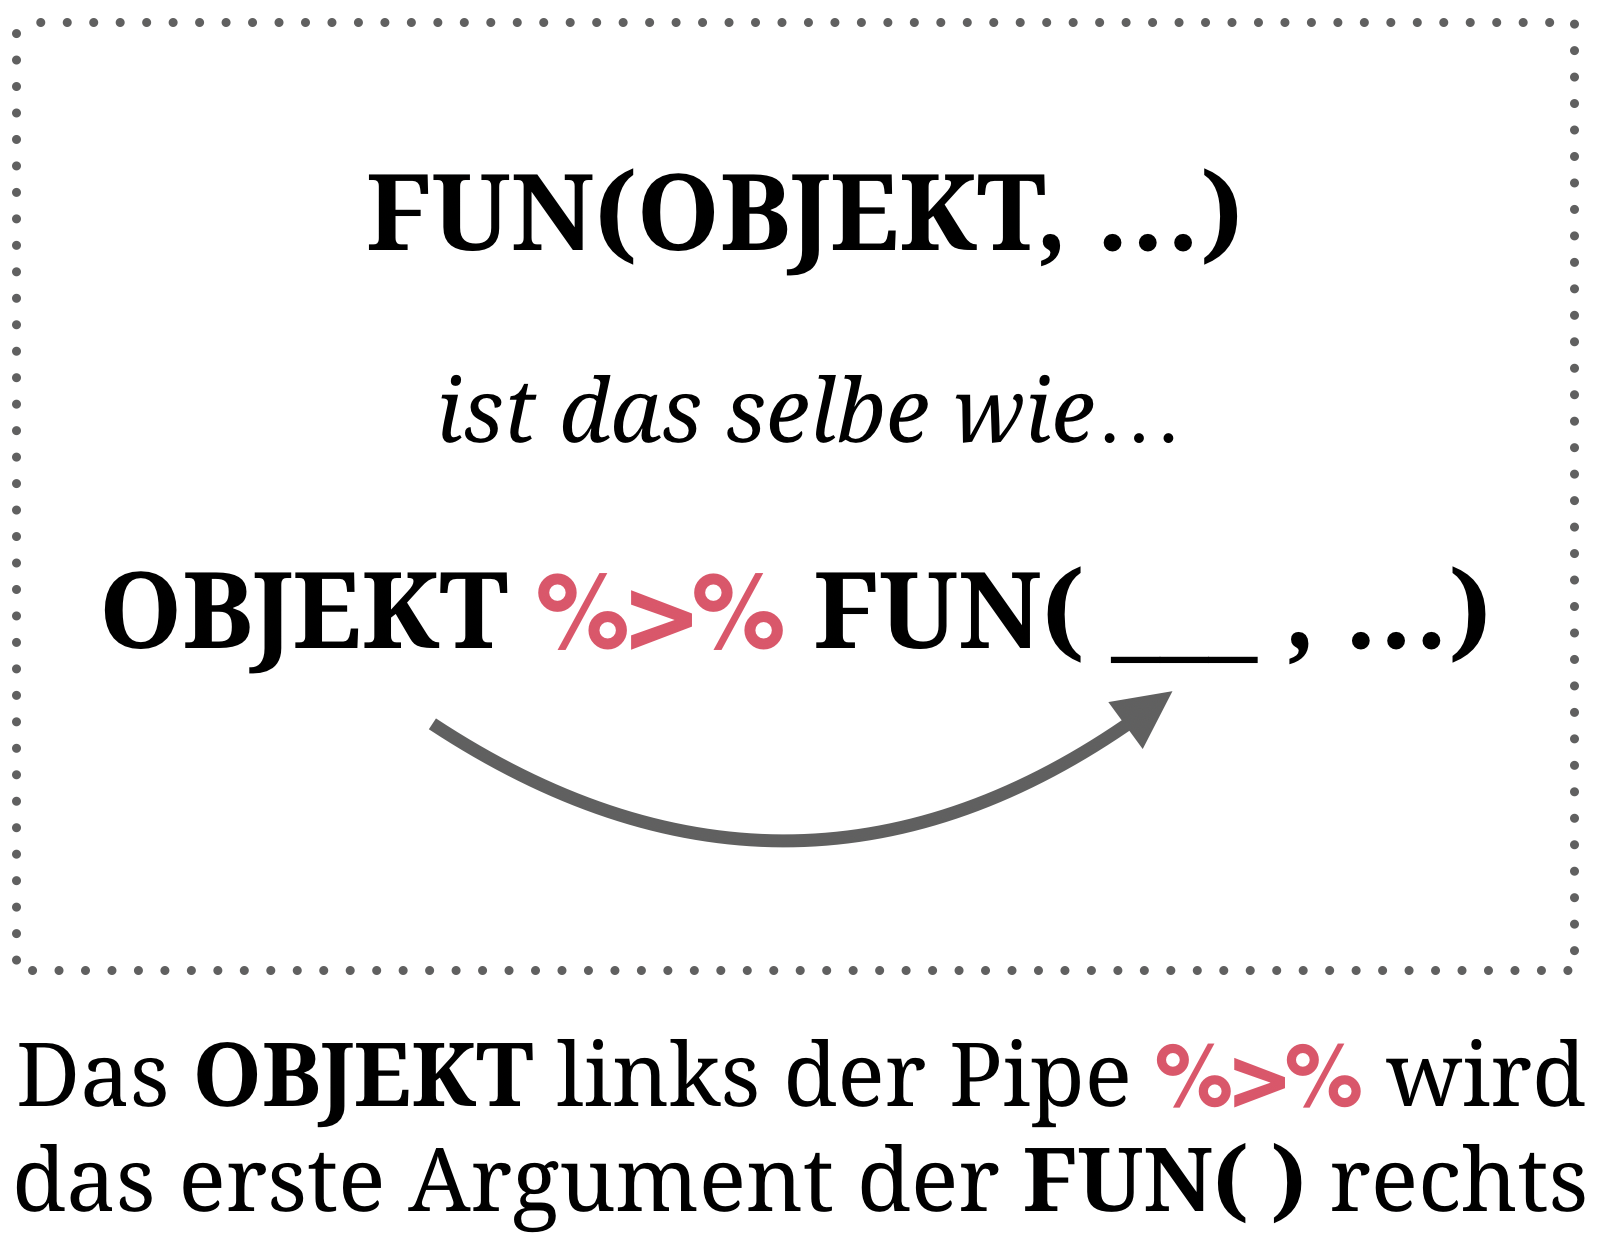 FUN(OBJEKT, …)
ist das selbe wie…
OBJEKT %>% FUN( ___ , …)
Das OBJEKT links der Pipe %>% wird
das erste Argument der FUN( ) rechts